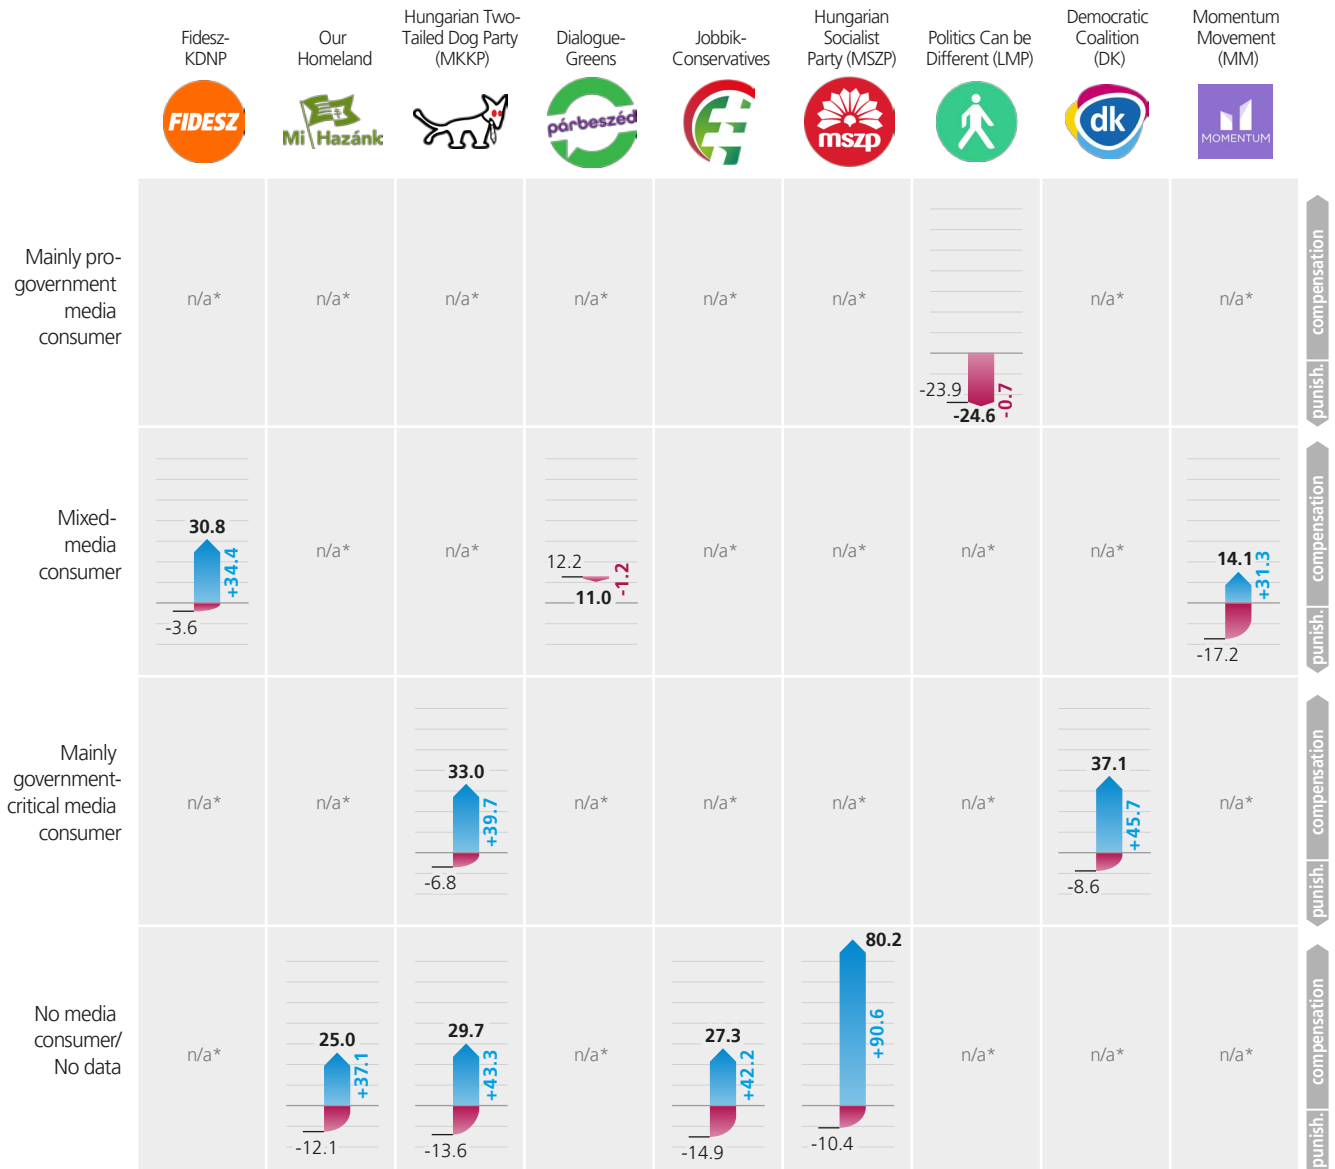 Fidesz-
KDNP
Our
Homeland
Hungarian Two-
Tailed Dog Party
(MKKP)
Dialogue-
Greens
Jobbik-
Conservatives
Hungarian
Socialist
Party (MSZP)
Politics Can be
Different (LMP)
Democratic
Coalition
(DK)
Momentum
Movement
(MM)
FIDESZ
Mi Hazánk
párbeszéd
mszp
dk
MOMENTUM
Mainly pro-
government
media
consumer
n/a*
n/a*
n/a*
n/a*
n/a*
n/a*
-23.9
-24.6
-0.7
n/a*
n/a*
compensation
punish.
Mixed-
media
consumer
30.8
+34.4
-3.6
n/a*
n/a*
12.2
-1.2
11.0
n/a*
n/a*
n/a*
n/a*
14.1
+31.3
-17.2
compensation
punish.
Mainly
government-
critical media
consumer
n/a*
n/a*
33.0
+39.7
-6.8
n/a*
n/a*
n/a*
n/a*
37.1
+45.7
-8.6
n/a*
compensation
punish.
No media
consumer/
No data
n/a*
25.0
+37.1
-12.1
29.7
+43.3
-13.6
n/a*
27.3
+42.2
-14.9
80.2
+90.6
-10.4
n/a*
n/a*
n/a*
compensation
punish.